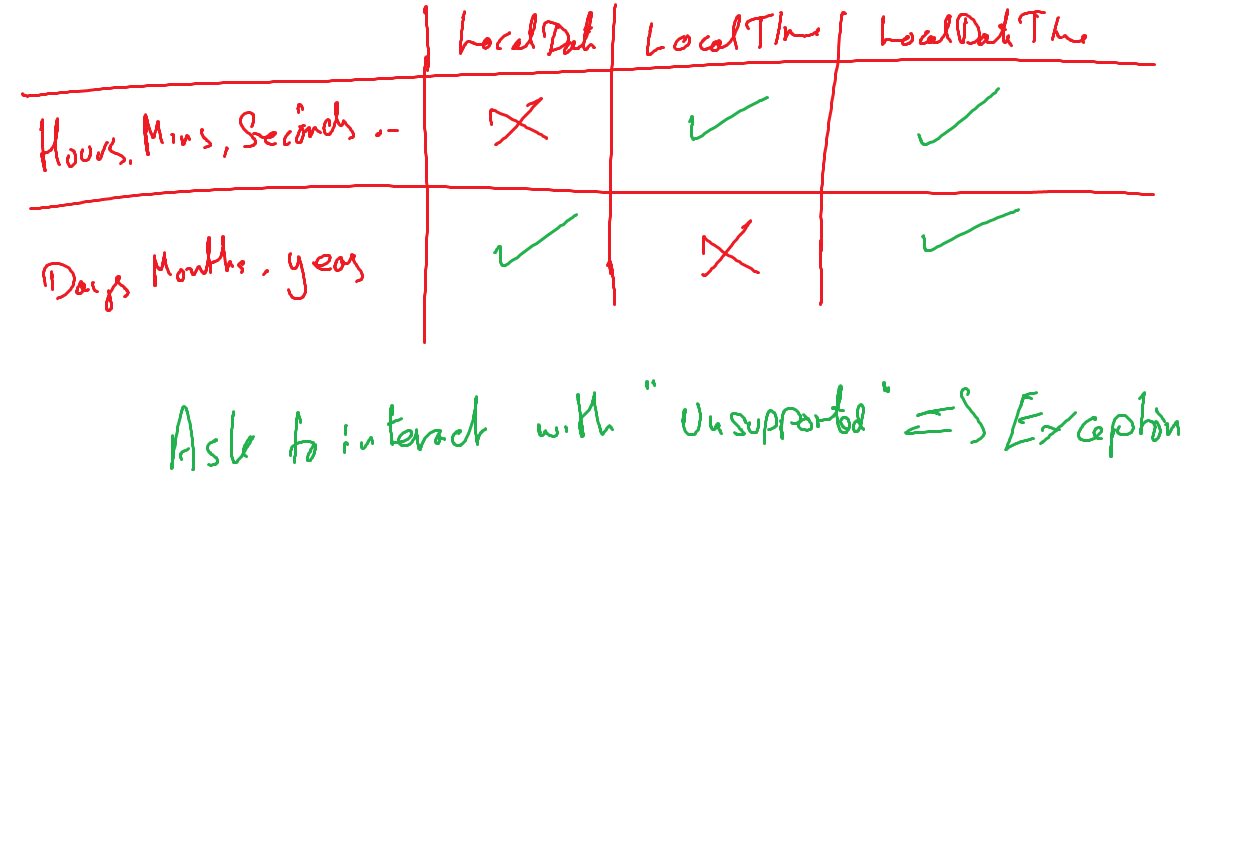 LocalDate LocalTime LocalDateTime
Hours, Mins, Seconds ..
Days Months, years
Ask to interact with "Unsupported" => Exception